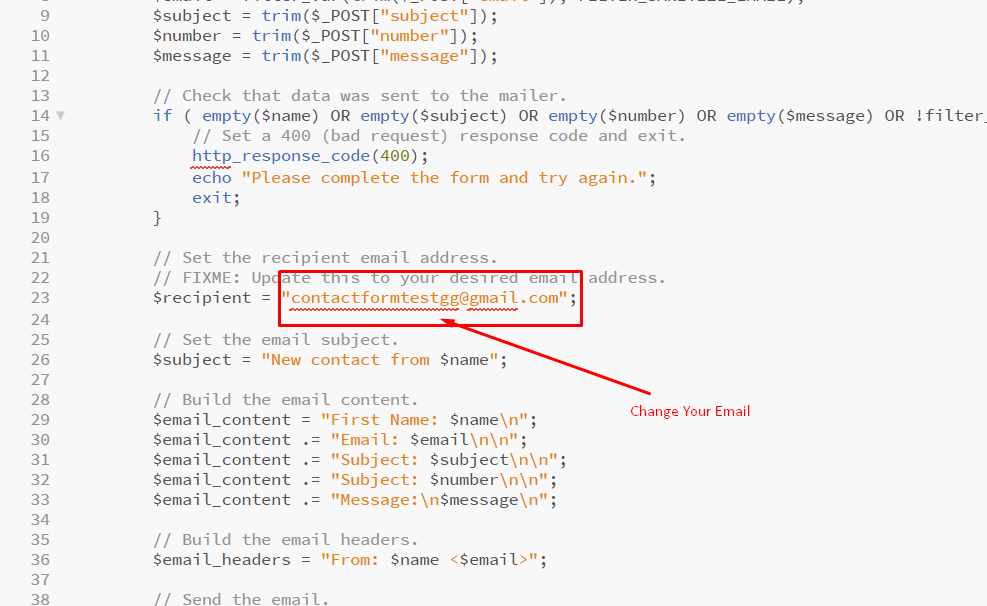 9 $subject = trim($_POST["subject"]);
10 $number = trim($_POST["number"]);
11 $message = trim($_POST["message"]);
12
13 // Check that data was sent to the mailer.
14 if ( empty($name) OR empty($subject) OR empty($number) OR empty($message) OR !filter_
15 // Set a 400 (bad request) response code and exit.
16 http_response_code(400);
17 echo "Please complete the form and try again.";
18 exit;
19 }
20
21 // Set the recipient email address.
22 // FIXME: Update this to your desired email address.
23 $recipient = "contactformtestgg@gmail.com";
24
25 // Set the email subject.
26 $subject = "New contact from $name";
27
28 // Build the email content.
Change Your Email
29 $email_content = "First Name: $name\n";
30 $email_content .= "Email: $email\n\n";
31 $email_content .= "Subject: $subject\n\n";
32 $email_content .= "Subject: $number\n\n";
33 $email_content .= "Message:\n$message\n";
34
35 // Build the email headers.
36 $email_headers = "From: $name <$email>";
37
38 // Send the email.